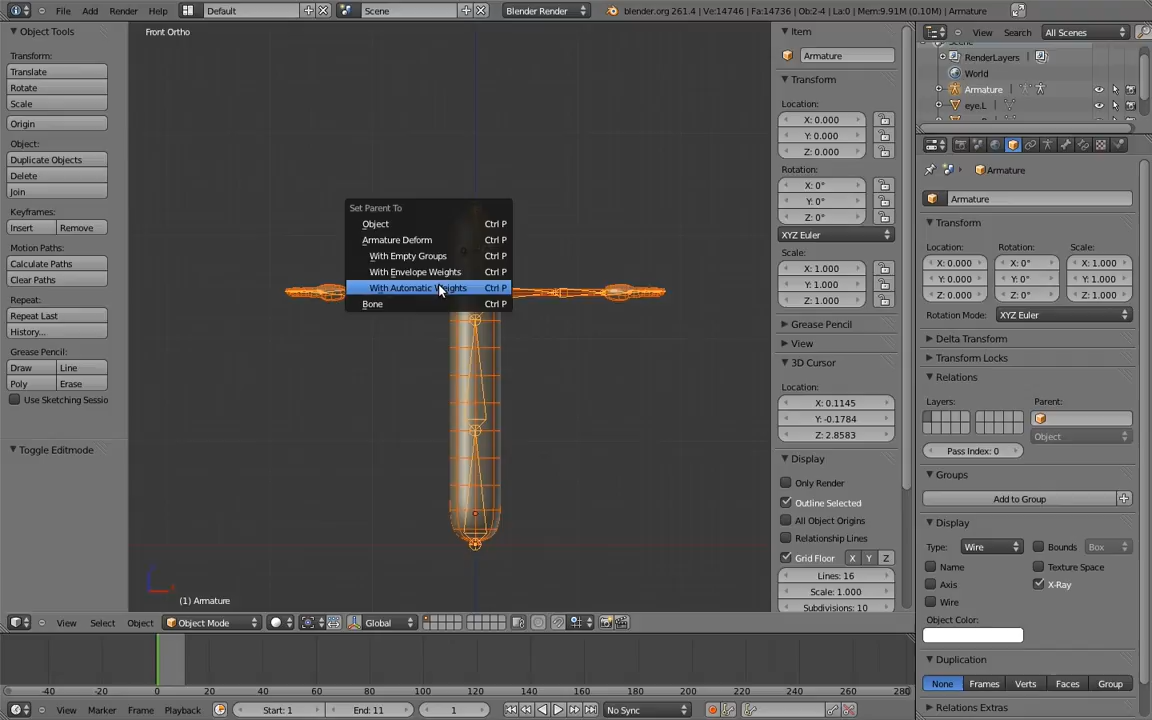 File Add Render Help Default Scene Blender Render blender.org 261.4 Ve:14746 | Fa:14736 | Ob:2-4 | La:0 | Mem:9.91M (0.10M) | Armature
Front Ortho
Object Tools
Transform:
Translate
Rotate
Scale
Origin
Object:
Duplicate Objects
Delete
Join
Keyframes:
Insert Remove
Motion Paths:
Calculate Paths
Clear Paths
Repeat:
Repeat Last
History...
Grease Pencil:
Draw Line
Poly Erase
Use Sketching Sessio
Toggle Editmode
Set Parent To
Object Ctrl P
Armature Deform Ctrl P
With Empty Groups Ctrl P
With Envelope Weights Ctrl P
With Automatic Weights Ctrl P
Bone Ctrl P
(1) Armature
View Select Object Object Mode Global
Item
Armature
Transform
Location:
X: 0.000
Y: 0.000
Z: 0.000
Rotation:
X: 0°
Y: 0°
Z: 0°
XYZ Euler
Scale:
X: 1.000
Y: 1.000
Z: 1.000
Grease Pencil
View
3D Cursor
Location:
X: 0.1145
Y: -0.1784
Z: 2.8583
Display
Only Render
Outline Selected
All Object Origins
Relationship Lines
Grid Floor X Y Z
Lines: 16
Scale: 1.000
Subdivisions: 10
View Search All Scenes
RenderLayers
World
Armature
eye.L
Armature
Armature
Transform
Location: Rotation: Scale:
X: 0.000 X: 0° X: 1.000
Y: 0.000 Y: 0° Y: 1.000
Z: 0.000 Z: 0° Z: 1.000
Rotation Mode: XYZ Euler
Delta Transform
Transform Locks
Relations
Layers: Parent:
Object
Pass Index: 0
Groups
Add to Group
Display
Type: Wire Bounds Box
Name Texture Space
Axis X-Ray
Wire
Object Color:
Duplication
None Frames Verts Faces Group
Relations Extras
-40 -20 0 20 40 60 80 100 120 140 160 180 200 220 240 260 280
View Marker Frame Playback Start: 1 End: 11 1 No Sync